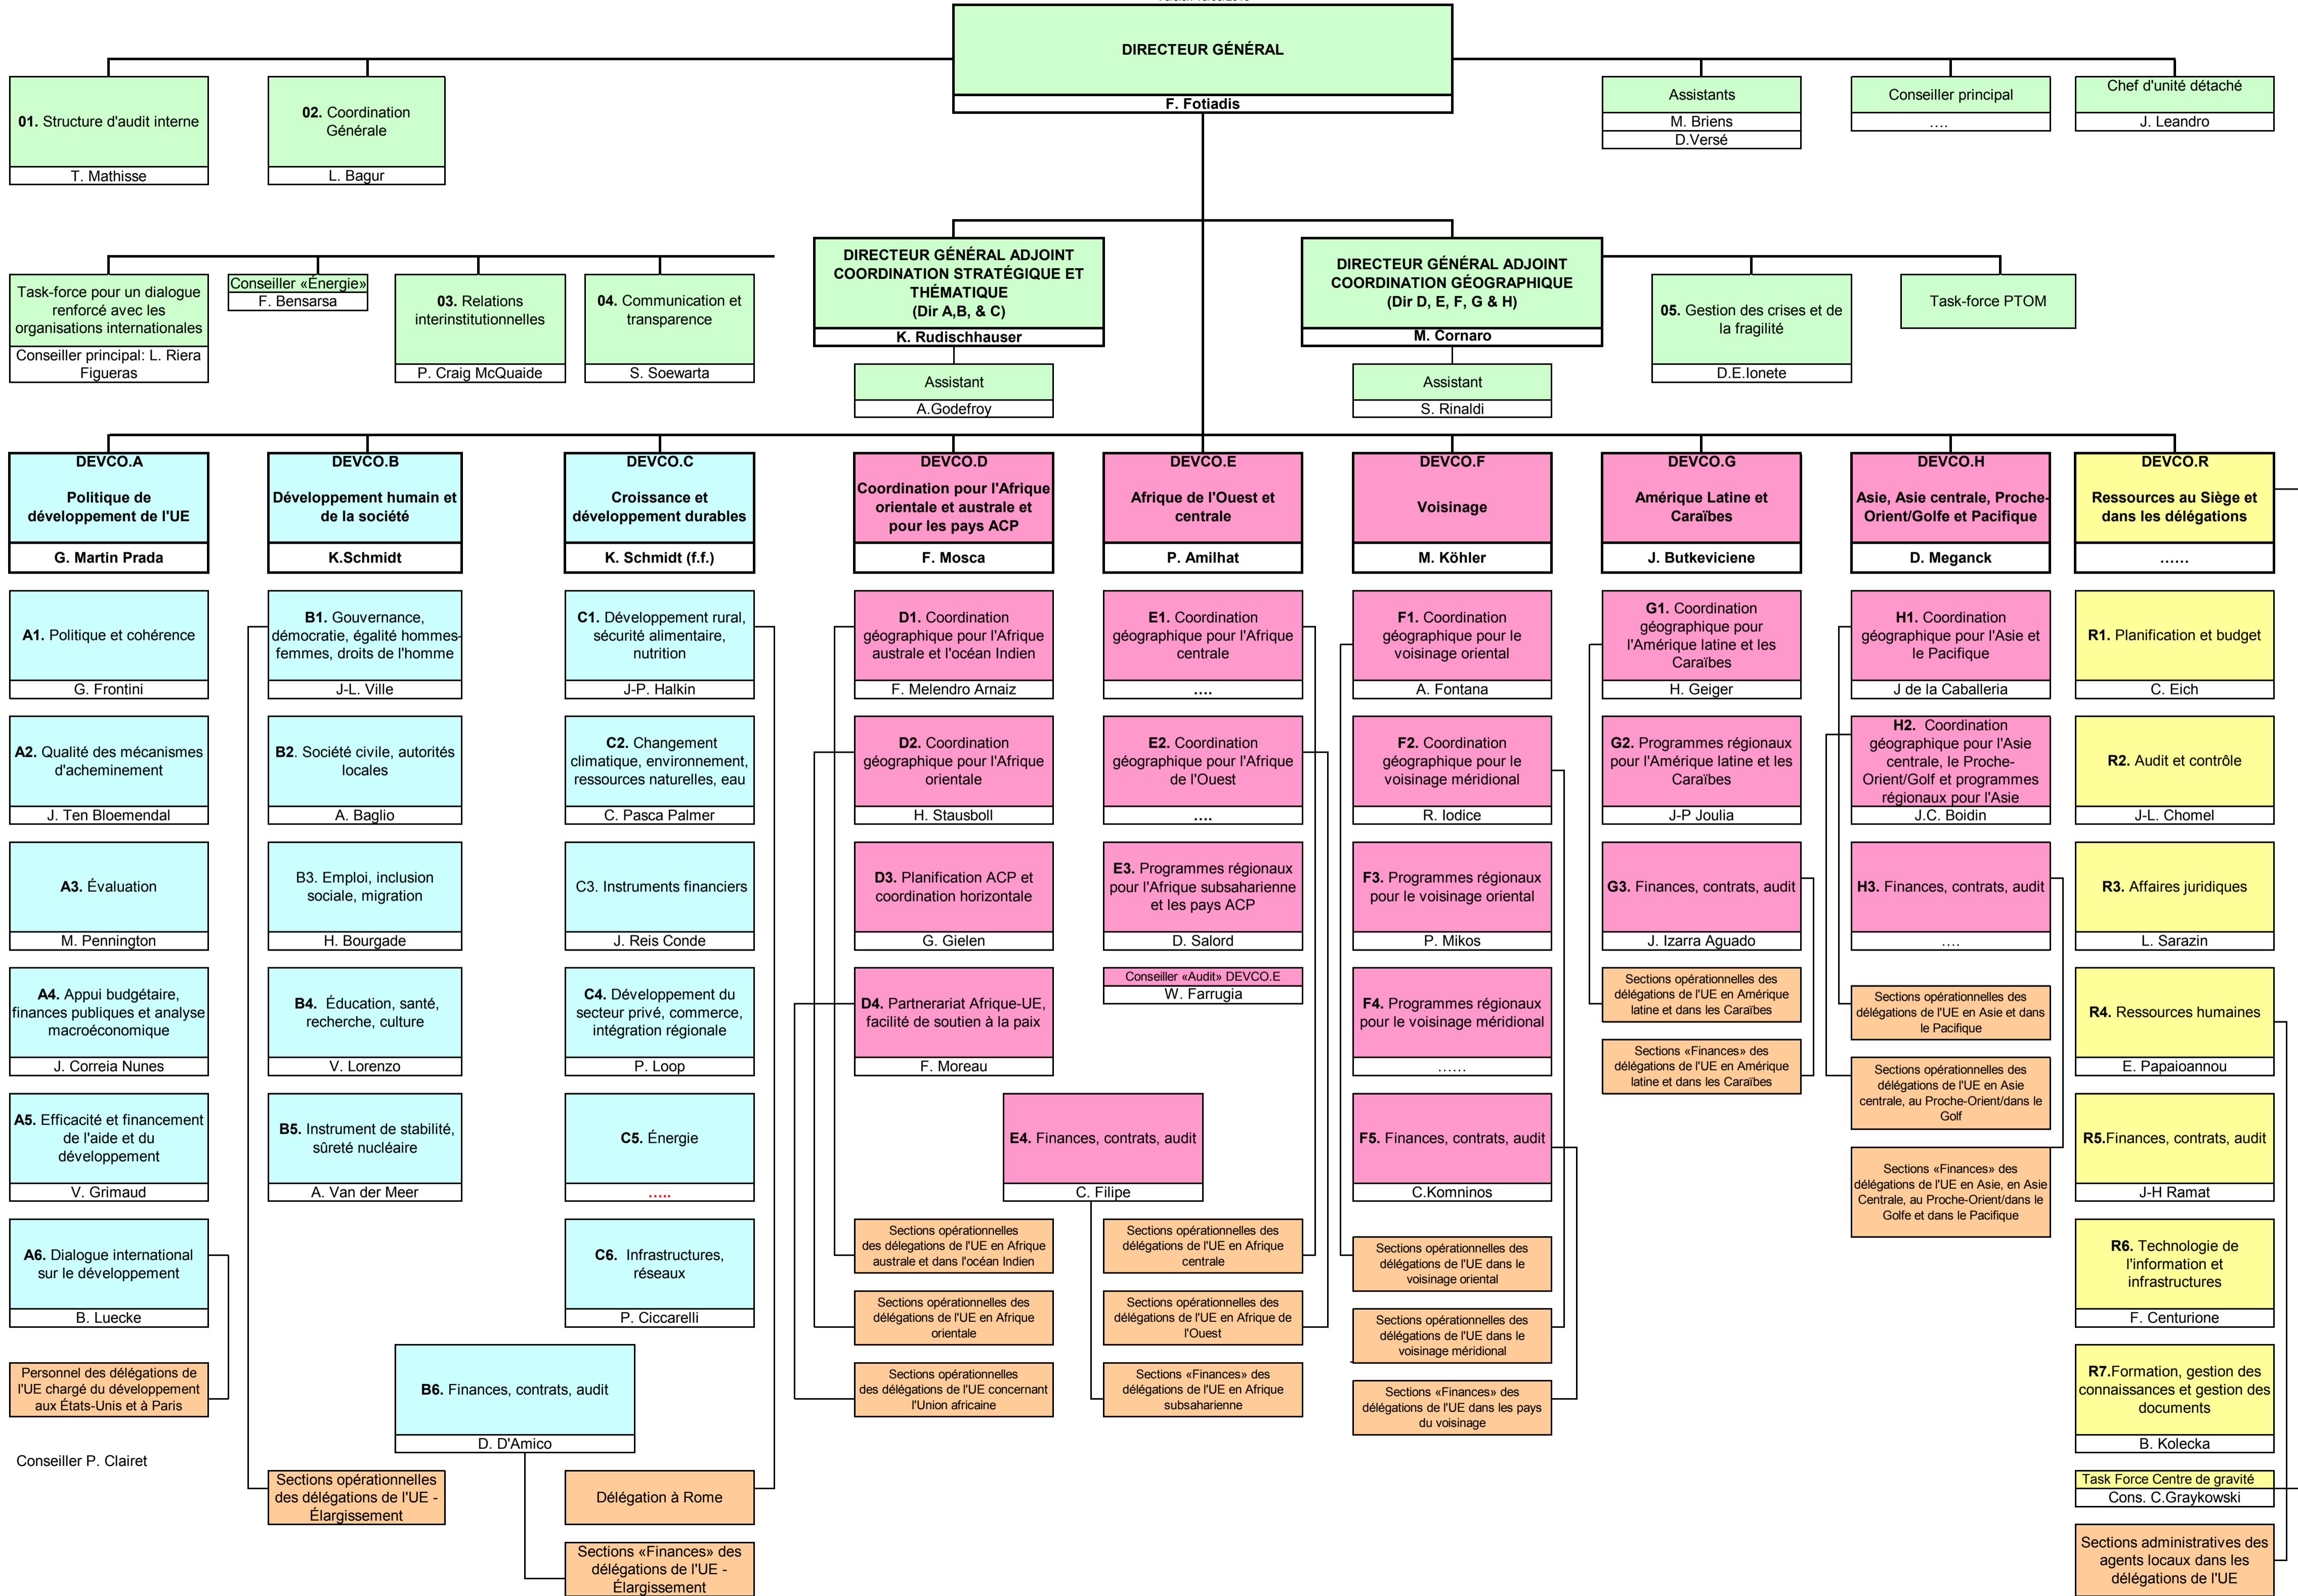 DIRECTEUR GÉNÉRAL
F. Fotiadis
01. Structure d'audit interne
T. Mathisse
02. Coordination
Générale
L. Bagur
Assistants
M. Briens
D.Versé
Conseiller principal
….
Chef d'unité détaché
J. Leandro
Task-force pour un dialogue
renforcé avec les
organisations internationales
Conseiller principal: L. Riera
Figueras
Conseiller «Énergie»
F. Bensarsa
03. Relations
interinstitutionnelles
P. Craig McQuaide
04. Communication et
transparence
S. Soewarta
DIRECTEUR GÉNÉRAL ADJOINT
COORDINATION STRATÉGIQUE ET
THÉMATIQUE
(Dir A,B, & C)
K. Rudischhauser
Assistant
A.Godefroy
DIRECTEUR GÉNÉRAL ADJOINT
COORDINATION GÉOGRAPHIQUE
(Dir D, E, F, G & H)
M. Cornaro
Assistant
S. Rinaldi
05. Gestion des crises et de
la fragilité
D.E.Ionete
Task-force PTOM
DEVCO.A
Politique de
développement de l'UE
G. Martin Prada
DEVCO.B
Développement humain et
de la société
K.Schmidt
DEVCO.C
Croissance et
développement durables
K. Schmidt (f.f.)
DEVCO.D
Coordination pour l'Afrique
orientale et australe et
pour les pays ACP
F. Mosca
DEVCO.E
Afrique de l'Ouest et
centrale
P. Amilhat
DEVCO.F
Voisinage
M. Köhler
DEVCO.G
Amérique Latine et
Caraïbes
J. Butkeviciene
DEVCO.H
Asie, Asie centrale, Proche-
Orient/Golfe et Pacifique
D. Meganck
DEVCO.R
Ressources au Siège et
dans les délégations
……
A1. Politique et cohérence
G. Frontini
B1. Gouvernance,
démocratie, égalité hommes-
femmes, droits de l'homme
J-L. Ville
C1. Développement rural,
sécurité alimentaire,
nutrition
J-P. Halkin
D1. Coordination
géographique pour l'Afrique
australe et l'océan Indien
F. Melendro Arnaiz
E1. Coordination
géographique pour l'Afrique
centrale
….
F1. Coordination
géographique pour le
voisinage oriental
A. Fontana
G1. Coordination
géographique pour
l'Amérique latine et les
Caraïbes
H. Geiger
H1. Coordination
géographique pour l'Asie et
le Pacifique
J de la Caballeria
R1. Planification et budget
C. Eich
A2. Qualité des mécanismes
d'acheminement
J. Ten Bloemendal
B2. Société civile, autorités
locales
A. Baglio
C2. Changement
climatique, environnement,
ressources naturelles, eau
C. Pasca Palmer
D2. Coordination
géographique pour l'Afrique
orientale
H. Stausboll
E2. Coordination
géographique pour l'Afrique
de l'Ouest
….
F2. Coordination
géographique pour le
voisinage méridional
R. Iodice
G2. Programmes régionaux
pour l'Amérique latine et les
Caraïbes
J-P Joulia
H2. Coordination
géographique pour l'Asie
centrale, le Proche-
Orient/Golf et programmes
régionaux pour l'Asie
J.C. Boidin
R2. Audit et contrôle
J-L. Chomel
A3. Évaluation
M. Pennington
B3. Emploi, inclusion
sociale, migration
H. Bourgade
C3. Instruments financiers
J. Reis Conde
D3. Planification ACP et
coordination horizontale
G. Gielen
E3. Programmes régionaux
pour l'Afrique subsaharienne
et les pays ACP
D. Salord
F3. Programmes régionaux
pour le voisinage oriental
P. Mikos
G3. Finances, contrats, audit
J. Izarra Aguado
H3. Finances, contrats, audit
….
R3. Affaires juridiques
L. Sarazin
A4. Appui budgétaire,
finances publiques et analyse
macroéconomique
J. Correia Nunes
B4. Éducation, santé,
recherche, culture
V. Lorenzo
C4. Développement du
secteur privé, commerce,
intégration régionale
P. Loop
D4. Partnerariat Afrique-UE,
facilité de soutien à la paix
F. Moreau
Conseiller «Audit» DEVCO.E
W. Farrugia
F4. Programmes régionaux
pour le voisinage méridional
……
Sections opérationnelles des
délégations de l'UE en Amérique
latine et dans les Caraïbes
Sections «Finances» des
délégations de l'UE en Amérique
latine et dans les Caraïbes
Sections opérationnelles des
délégations de l'UE en Asie et dans
le Pacifique
Sections opérationnelles des
délégations de l'UE en Asie
centrale, au Proche-Orient/dans le
Golf
R4. Ressources humaines
E. Papaioannou
A5. Efficacité et financement
de l'aide et du
développement
V. Grimaud
B5. Instrument de stabilité,
sûreté nucléaire
A. Van der Meer
C5. Énergie
…..
E4. Finances, contrats, audit
C. Filipe
F5. Finances, contrats, audit
C.Komninos
Sections «Finances» des
délégations de l'UE en Asie, en Asie
Centrale, au Proche-Orient/dans le
Golfe et dans le Pacifique
R5.Finances, contrats, audit
J-H Ramat
A6. Dialogue international
sur le développement
B. Luecke
C6. Infrastructures,
réseaux
P. Ciccarelli
Sections opérationnelles
des délegations de l'UE en Afrique
australe et dans l'océan Indien
Sections opérationnelles des
délégations de l'UE en Afrique
centrale
Sections opérationnelles des
délégations de l'UE dans le
voisinage oriental
R6. Technologie de
l'information et
infrastructures
F. Centurione
Sections opérationnelles des
délégations de l'UE en Afrique
orientale
Sections opérationnelles des
délégations de l'UE en Afrique de
l'Ouest
Sections opérationnelles des
délégations de l'UE dans le
voisinage méridional
Personnel des délégations de
l'UE chargé du développement
aux États-Unis et à Paris
B6. Finances, contrats, audit
D. D'Amico
Sections opérationnelles
des délégations de l'UE concernant
l'Union africaine
Sections «Finances» des
délégations de l'UE en Afrique
subsaharienne
Sections «Finances» des
délégations de l'UE dans les pays
du voisinage
R7.Formation, gestion des
connaissances et gestion des
documents
B. Kolecka
Conseiller P. Clairet
Sections opérationnelles
des délégations de l'UE -
Élargissement
Délégation à Rome
Task Force Centre de gravité
Cons. C.Graykowski
Sections «Finances» des
délégations de l'UE -
Élargissement
Sections administratives des
agents locaux dans les
délégations de l'UE